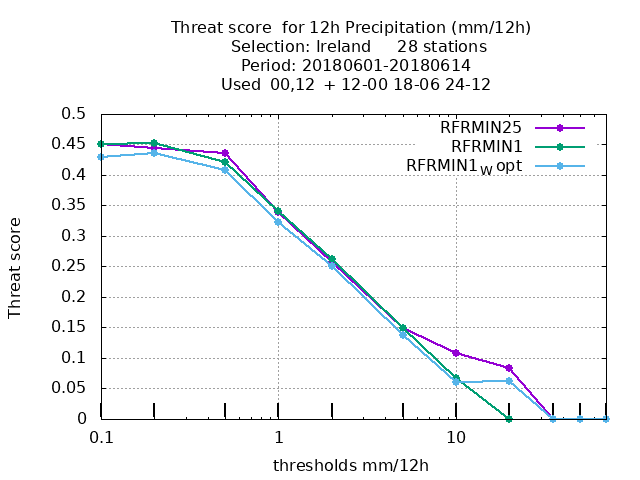 Threat score  for 12h Precipitation (mm/12h)
Selection: Ireland     28 stations
Period: 20180601-20180614
Used  00,12  + 12-00 18-06 24-12
RFRMIN25
RFRMIN1
RFRMIN1w opt
Threat score
0.5
0.45
0.4
0.35
0.3
0.25
0.2
0.15
0.1
0.05
0
0.1 1 10
thresholds mm/12h